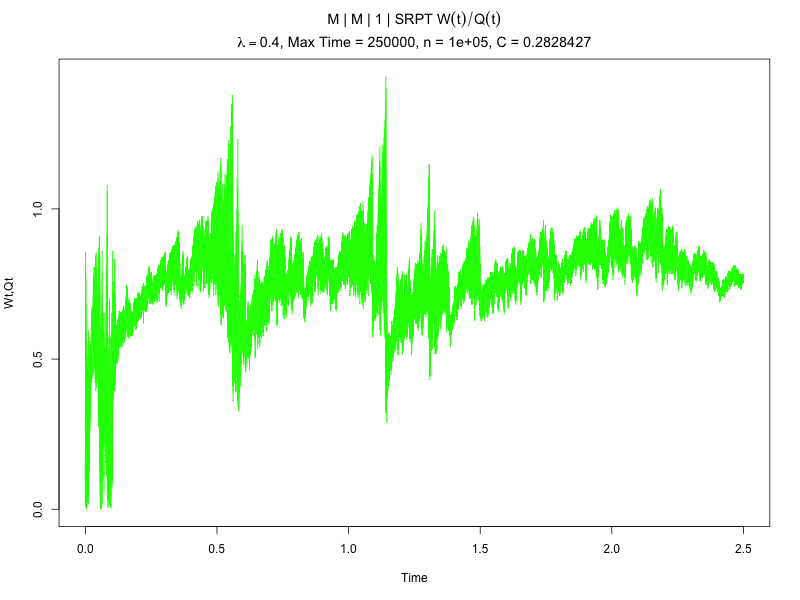 M | M | 1 | SRPT W(t)/Q(t)
λ = 0.4, Max Time = 250000, n = 1e+05, C = 0.2828427
Wt,Qt
1.0
0.5
0.0
0.0 0.5 1.0 1.5 2.0 2.5
Time